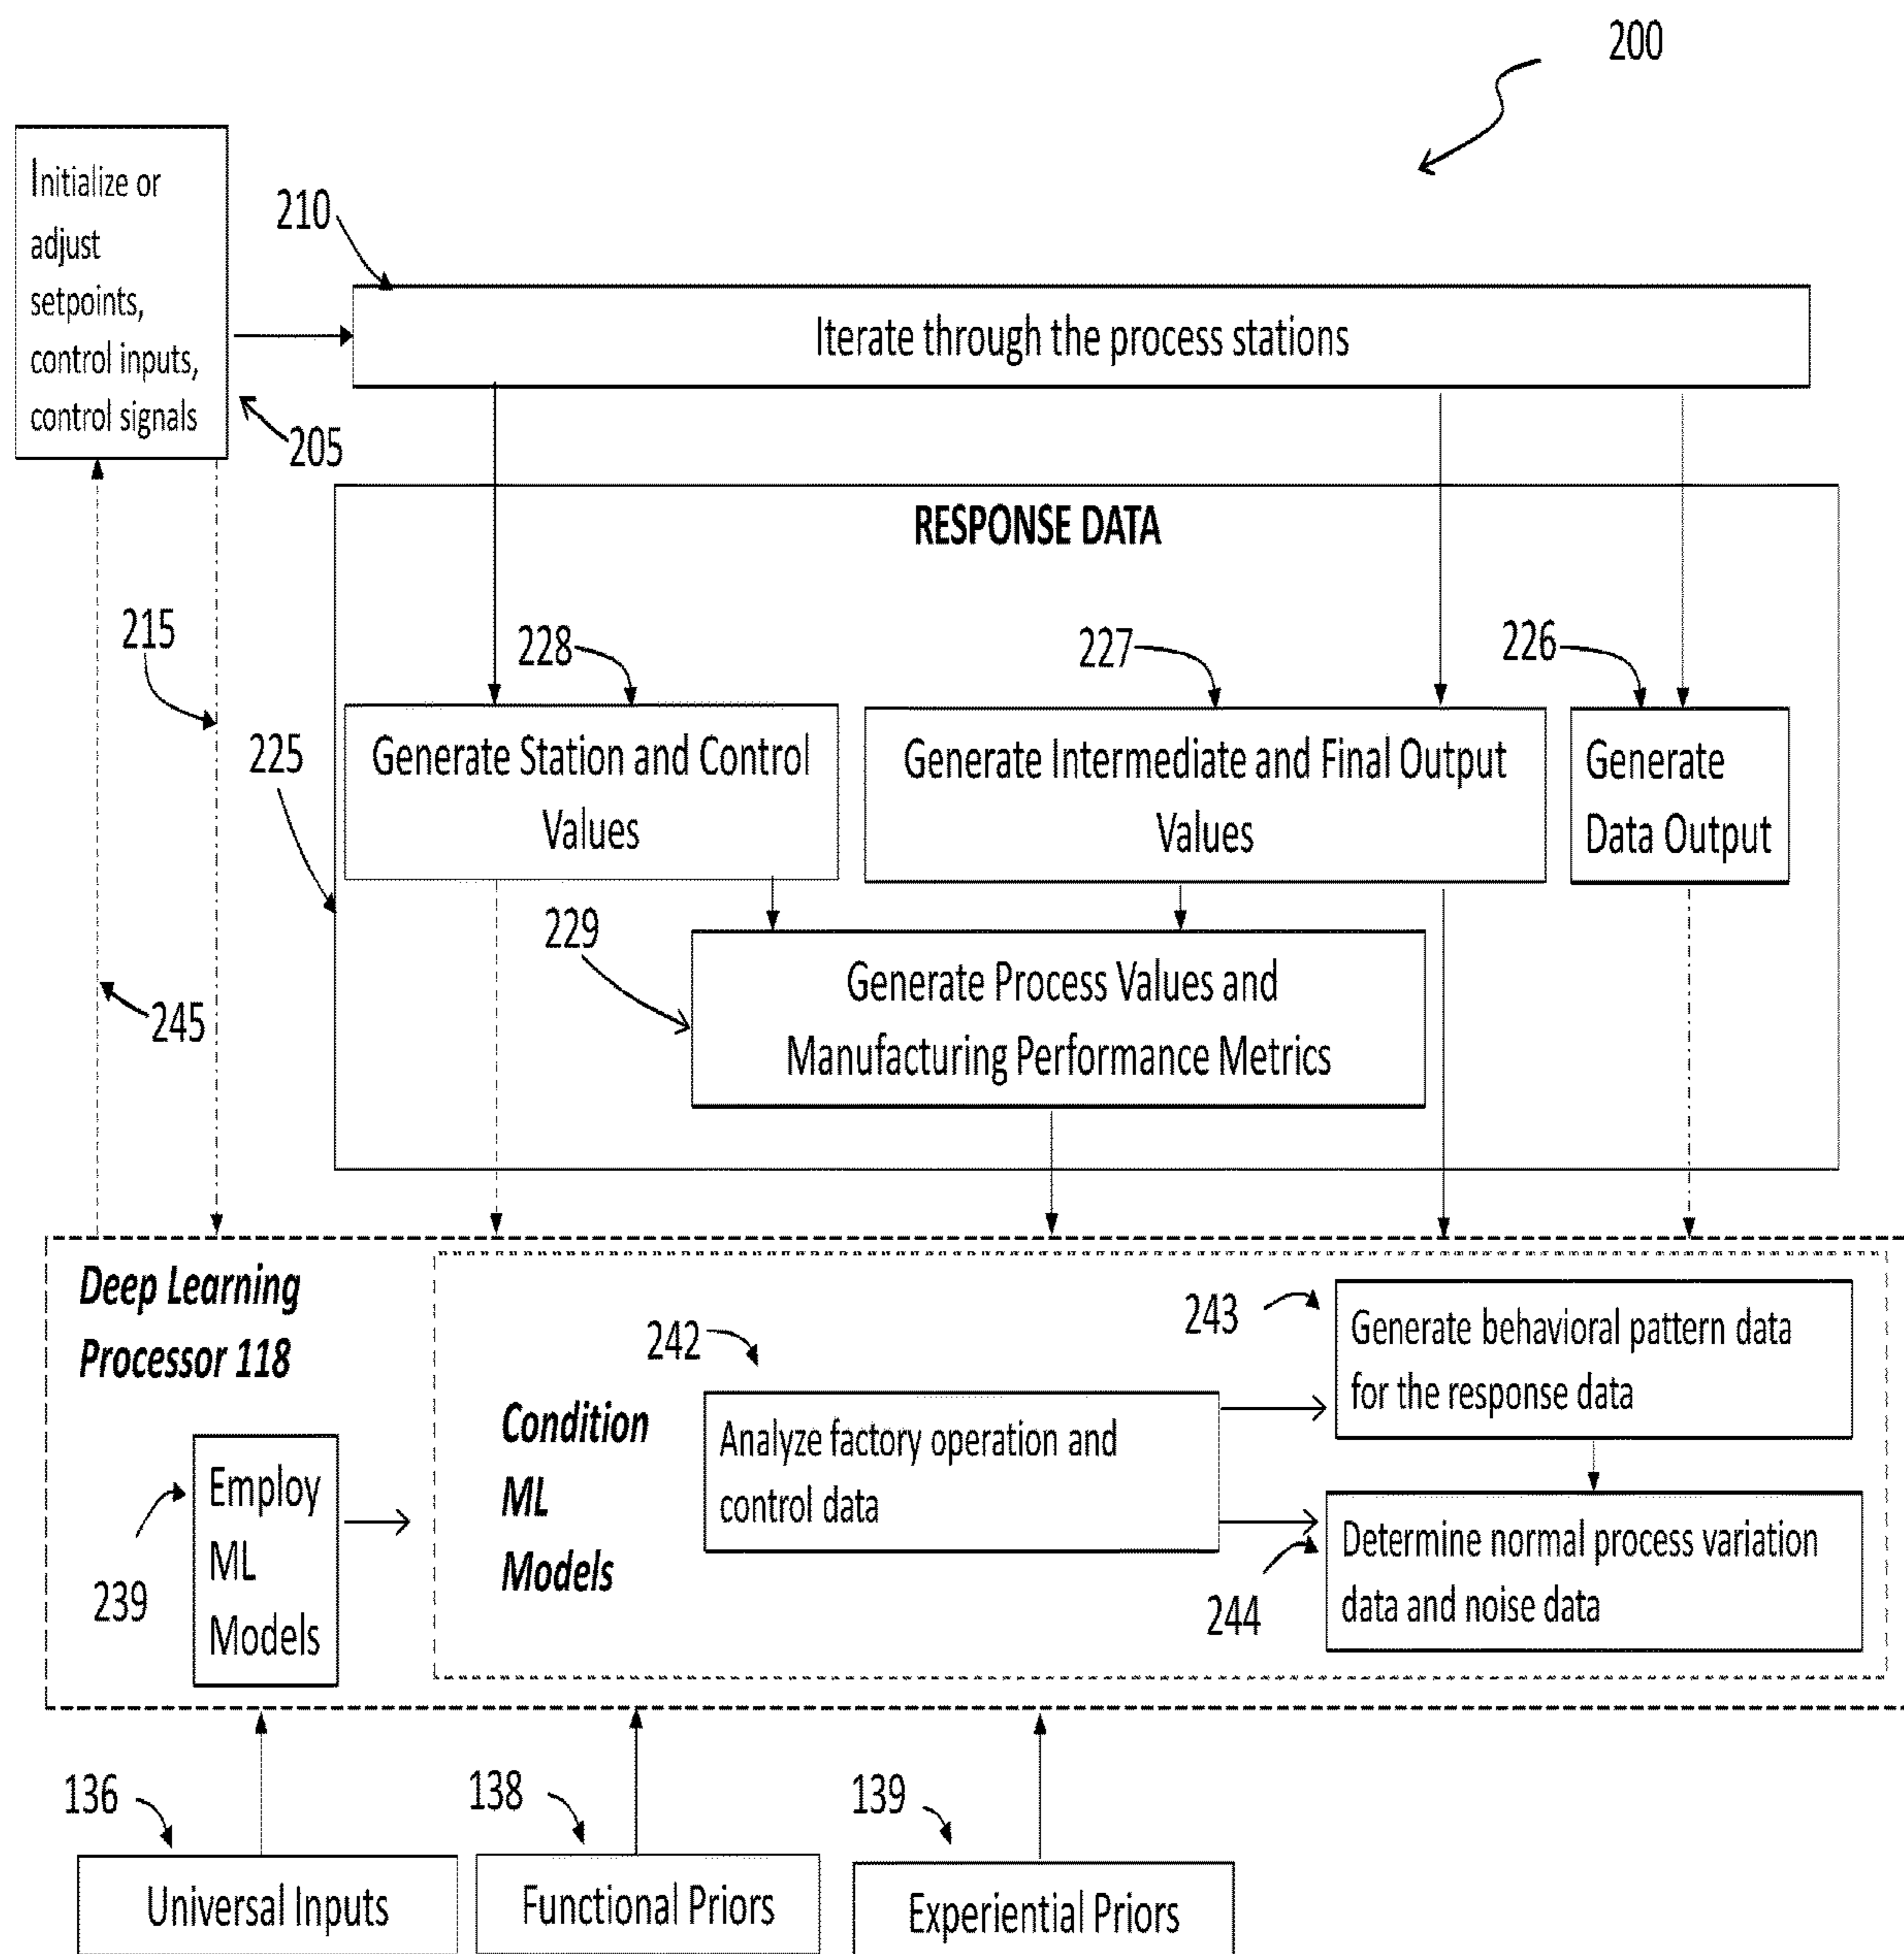 200
Initialize or
adjust
setpoints,
control inputs,
control signals
210
Iterate through the process stations
205
RESPONSE DATA
215
228
227
226
225
Generate Station and Control
Values
Generate Intermediate and Final Output
Values
Generate
Data Output
229
Generate Process Values and
Manufacturing Performance Metrics
245
Deep Learning
Processor 118
243
Generate behavioral pattern data
for the response data
242
Condition
ML
Models
Analyze factory operation and
control data
Employ
ML
Models
239
Determine normal process variation
data and noise data
244
136
138
139
Universal Inputs
Functional Priors
Experiential Priors